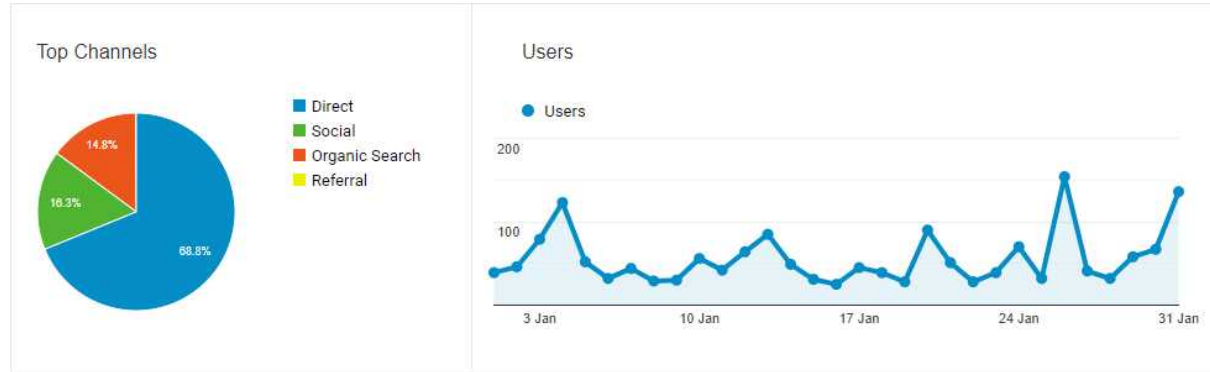 Top Channels
Direct
Social
Organic Search
Referral
14.8%
16.3%
68.8%
Users
Users
200
100
3 Jan
10 Jan
17 Jan
24 Jan
31 Jan